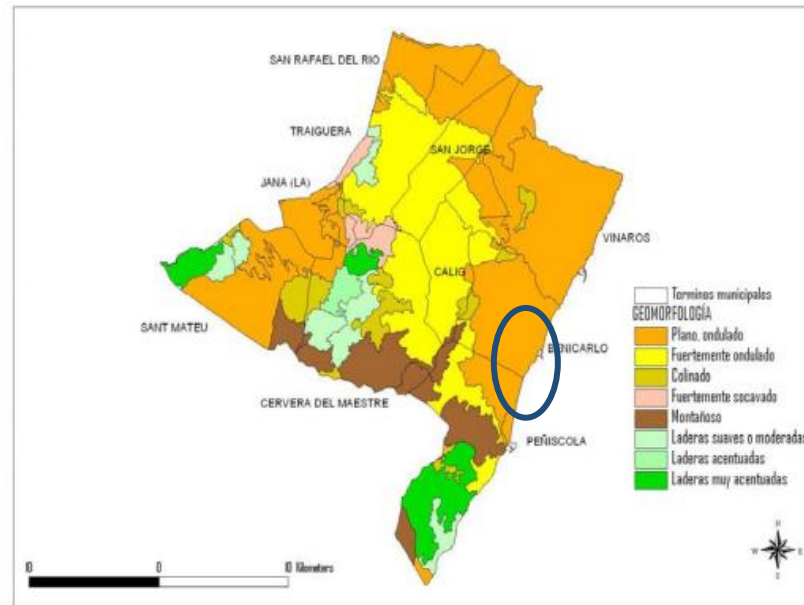 SAN RAFAEL DEL RIO
TRAIGUERA
SAN JORGE
JANA (LA)
VINAROS
CALIG
SANT MATEU
BENICARLO
CERVERA DEL MAESTRE
PEÑISCOLA
Terminos municipales
GEOMORFOLOGÍA
Plano, ondulado
Fuertemente ondulado
Colinado
Fuertemente socavado
Montañoso
Laderas suaves o moderadas
Laderas acentuadas
Laderas muy acentuadas
10 0 10 Kilometers
N
E
S